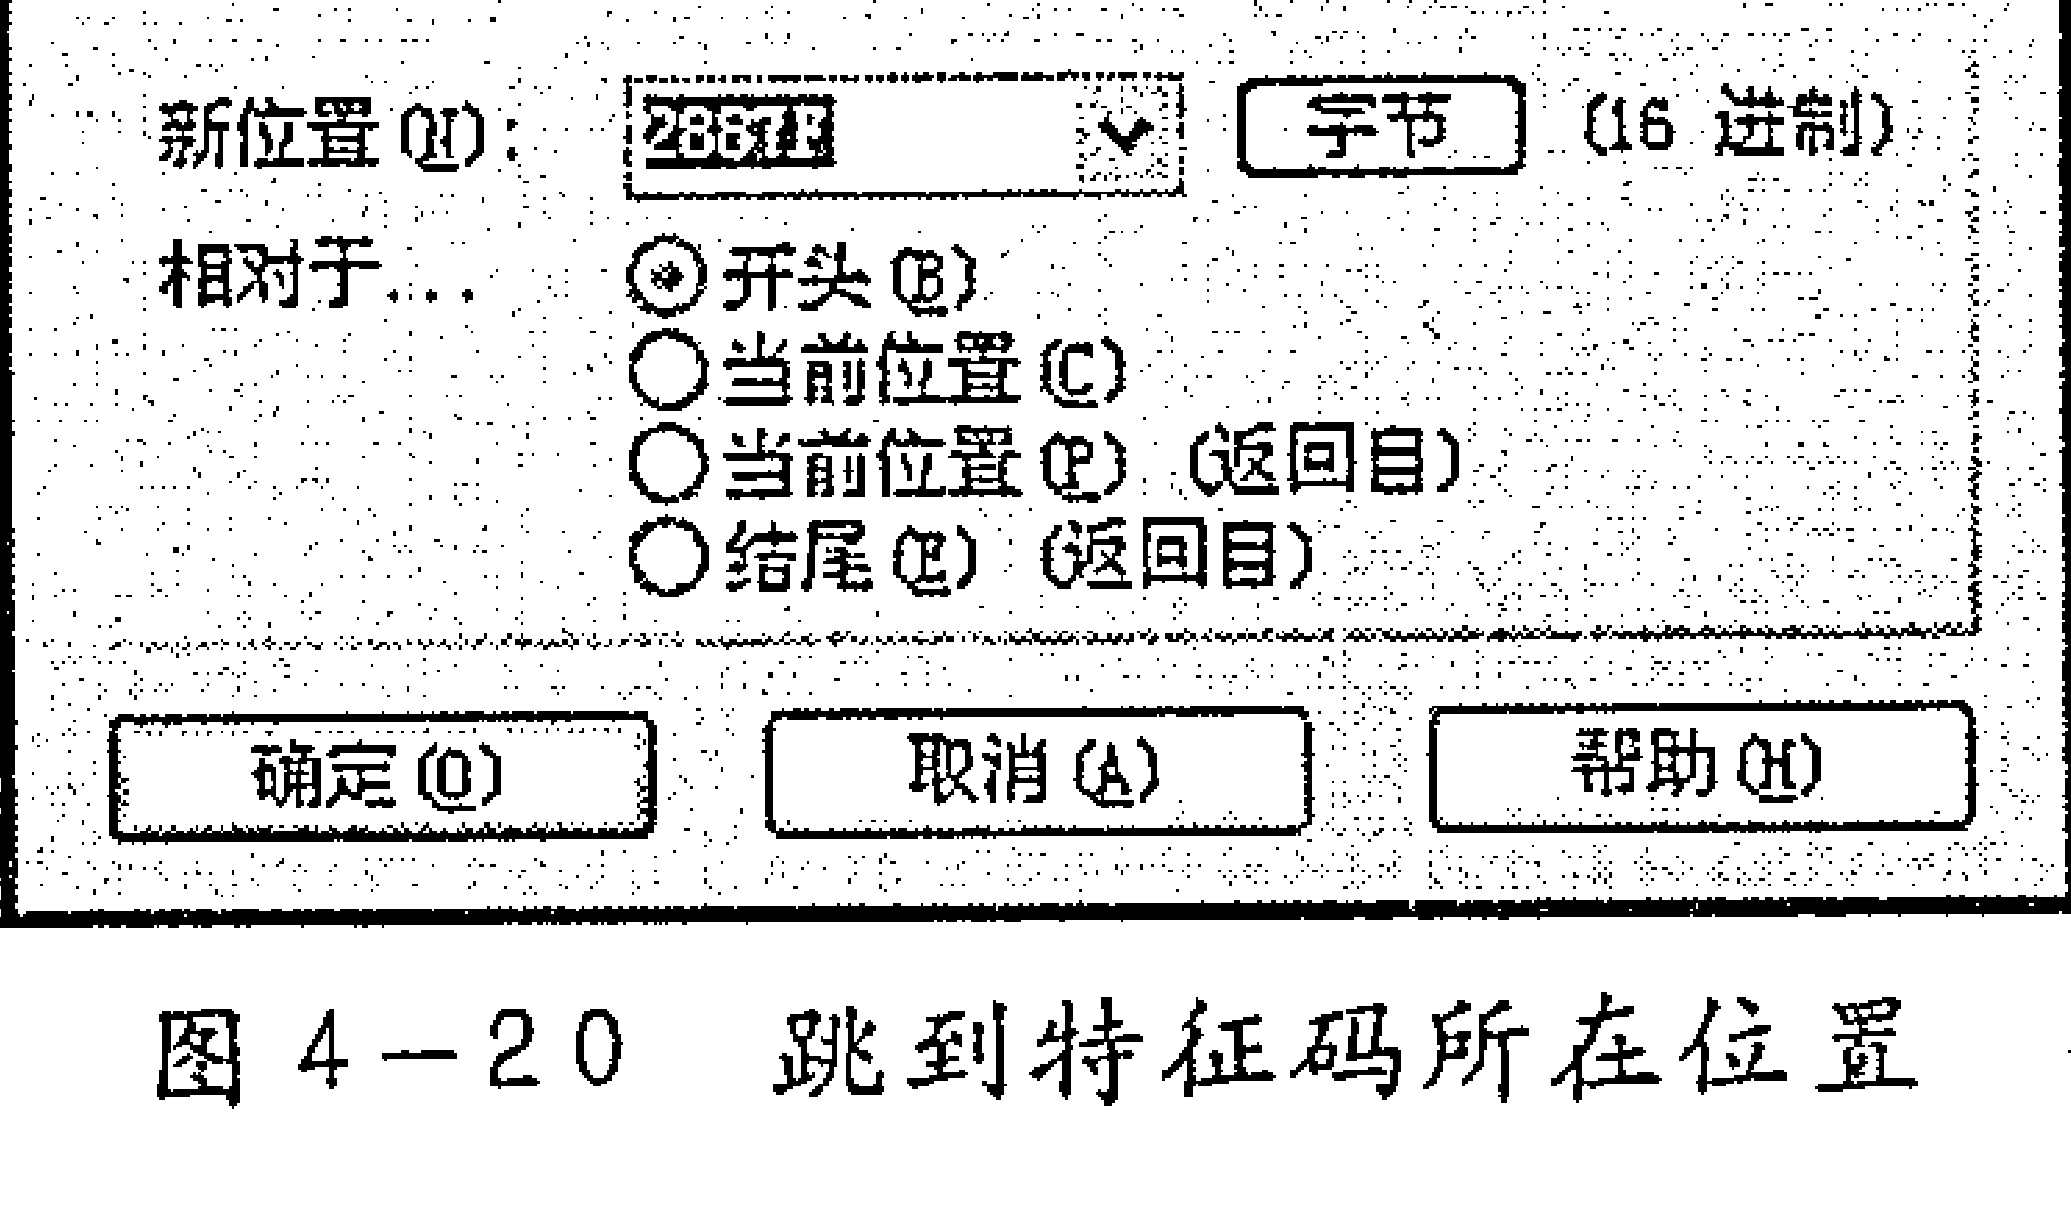 新位置(N): 字节 (16 进制)
相对于... 开头(B)
当前位置(C)
当前位置(P) (返回目)
结尾(E) (返回目)
确定(O) 取消(A) 帮助(H)
图 4-20 跳到特征码所在位置